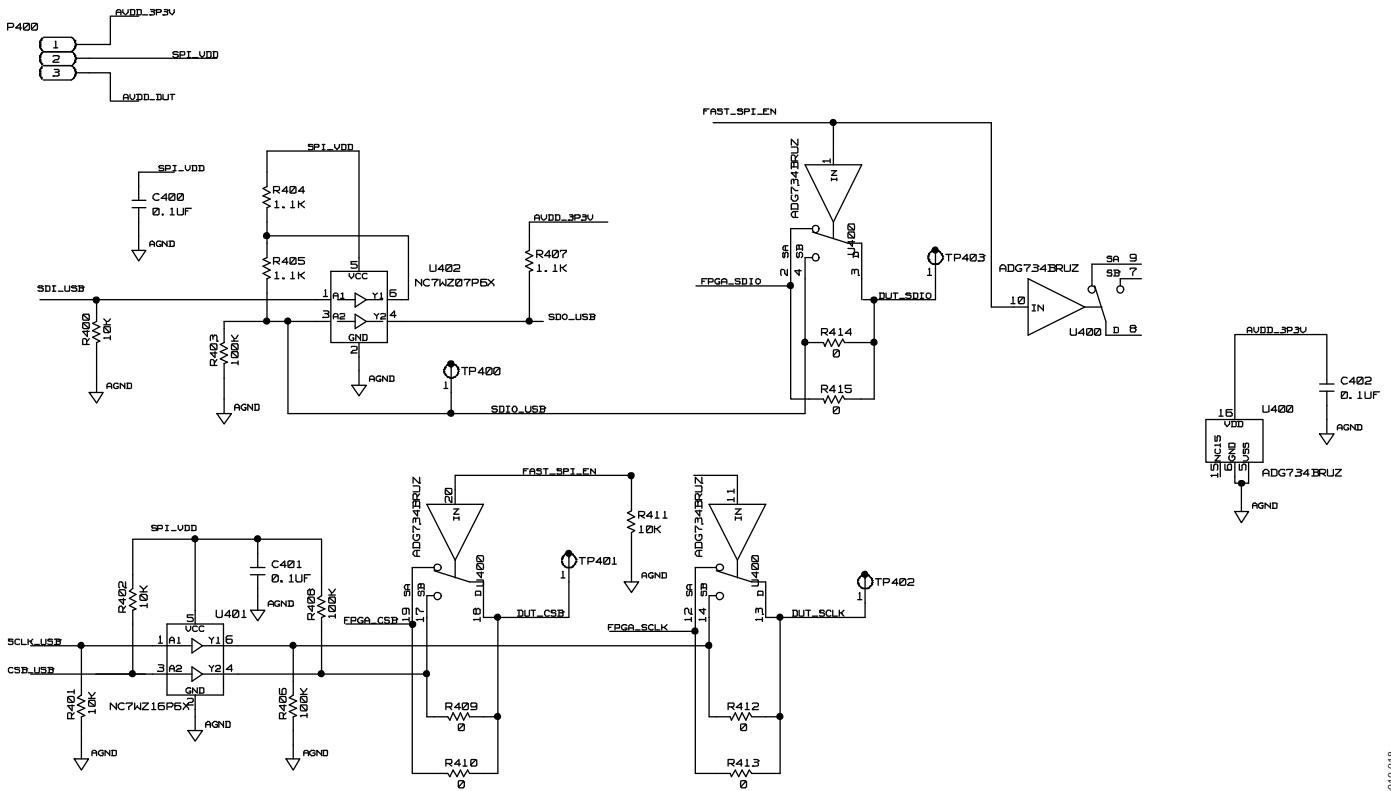 P400
AVDD_3P3V
1
2
3
SPI_VDD
AVDD_DUT
SPI_VDD
C400
0.1UF
AGND
SPI_VDD
R404
1.1K
R405
1.1K
5
VCC
U402
NC7WZ07P6X
AVDD_3P3V
R407
1.1K
SDI_USB
1
A1
Y1
6
3
A2
Y2
4
SDO_USB
GND
2
AGND
R400
10K
AGND
R403
100K
AGND
TP400
1
SDIO_USB
FAST_SPI_EN
ADG734BRUZ
1
IN
U400
SA
2
SB
4
D
3
TP403
1
FPGA_SDIO
DUT_SDIO
R414
0
R415
0
ADG734BRUZ
10
IN
U400
SA
9
SB
7
D
8
AVDD_3P3V
C402
0.1UF
AGND
16
VDD
U400
NC15
GND
VSS
15
6
5
ADG734BRUZ
AGND
SPI_VDD
R402
10K
C401
0.1UF
AGND
R408
100K
U401
5
VCC
SCLK_USB
1
A1
Y1
6
CSB_USB
3
A2
Y2
4
GND
2
NC7WZ16P6X
AGND
R401
10K
AGND
R406
100K
AGND
FAST_SPI_EN
ADG734BRUZ
20
IN
U400
SA
19
SB
17
D
18
R411
10K
AGND
TP401
1
FPGA_CSB
DUT_CSB
R409
0
R410
0
ADG734BRUZ
11
IN
U400
SA
12
SB
14
D
13
TP402
1
FPGA_SCLK
DUT_SCLK
R412
0
R413
0